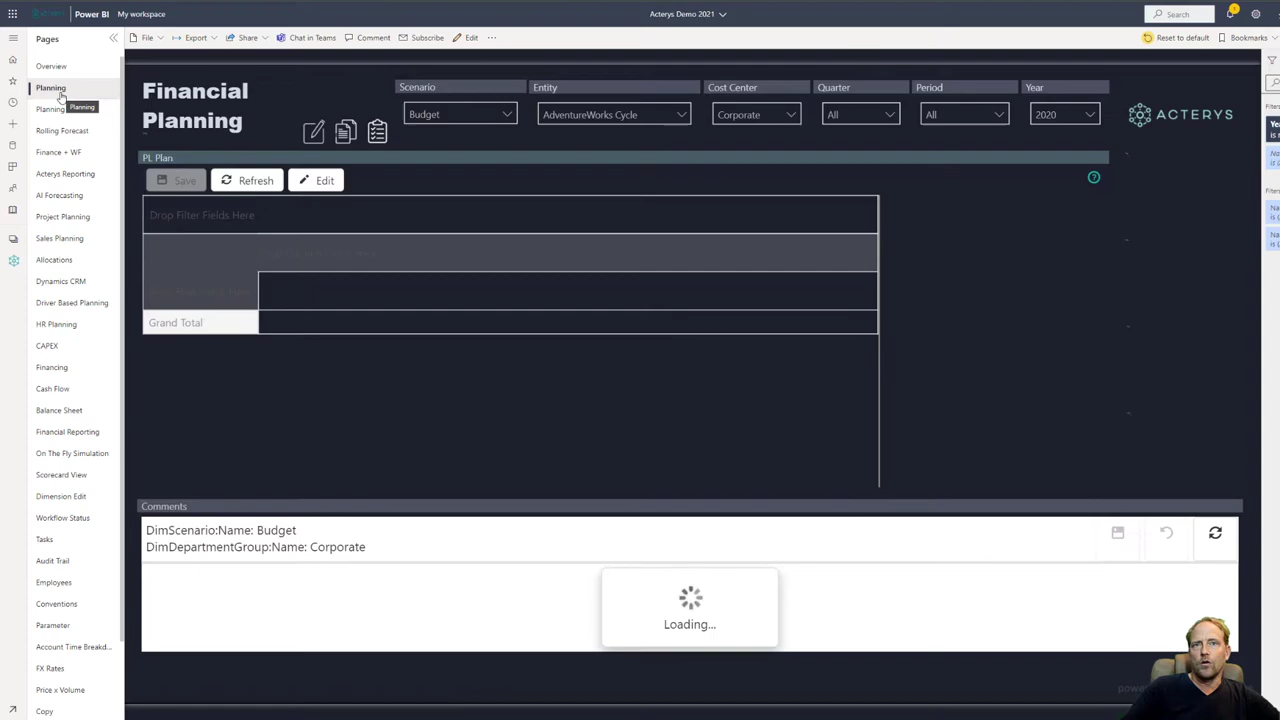 Power BI
My workspace
Acterys Demo 2021
Search
1
Pages
File
Export
Share
Chat in Teams
Comment
Subscribe
Edit
Reset to default
Bookmarks
Overview
Planning
Planning
Planning
Rolling Forecast
Finance + WF
Acterys Reporting
AI Forecasting
Project Planning
Sales Planning
Allocations
Dynamics CRM
Driver Based Planning
HR Planning
CAPEX
Financing
Cash Flow
Balance Sheet
Financial Reporting
On The Fly Simulation
Scorecard View
Dimension Edit
Workflow Status
Tasks
Audit Trail
Employees
Conventions
Parameter
Account Time Breakd...
FX Rates
Price x Volume
Copy
Financial
Planning
Scenario
Entity
Cost Center
Quarter
Period
Year
Budget
AdventureWorks Cycle
Corporate
All
All
2020
ACTERYS
PL Plan
Save
Refresh
Edit
Drop Filter Fields Here
Grand Total
Comments
DimScenario:Name: Budget
DimDepartmentGroup:Name: Corporate
Loading...
Filters